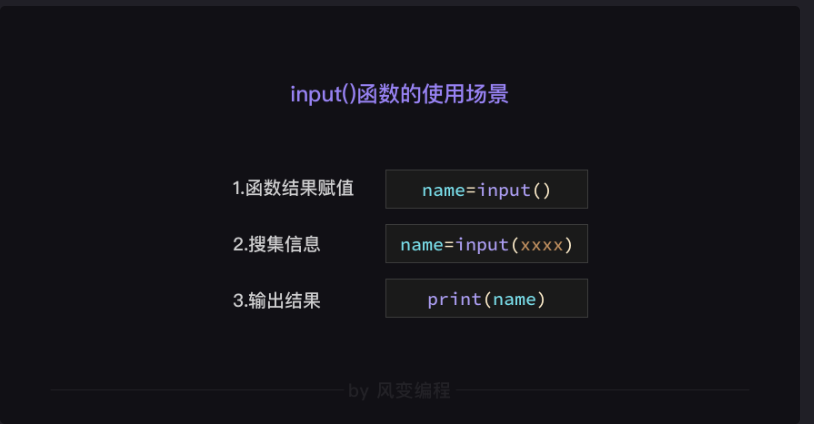 input()函数的使用场景
1.函数结果赋值 name=input()
2.搜集信息 name=input(xxxx)
3.输出结果 print(name)
by 风变编程